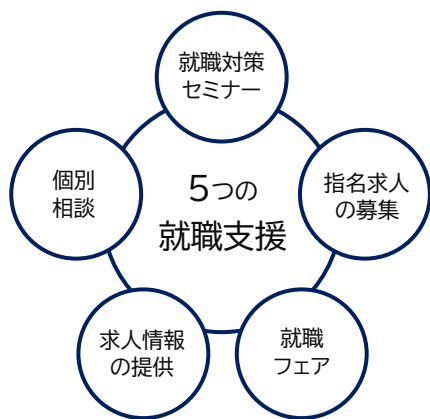 就職対策
セミナー
個別
相談
5つの
就職支援
指名求人
の募集
求人情報
の提供
就職
フェア